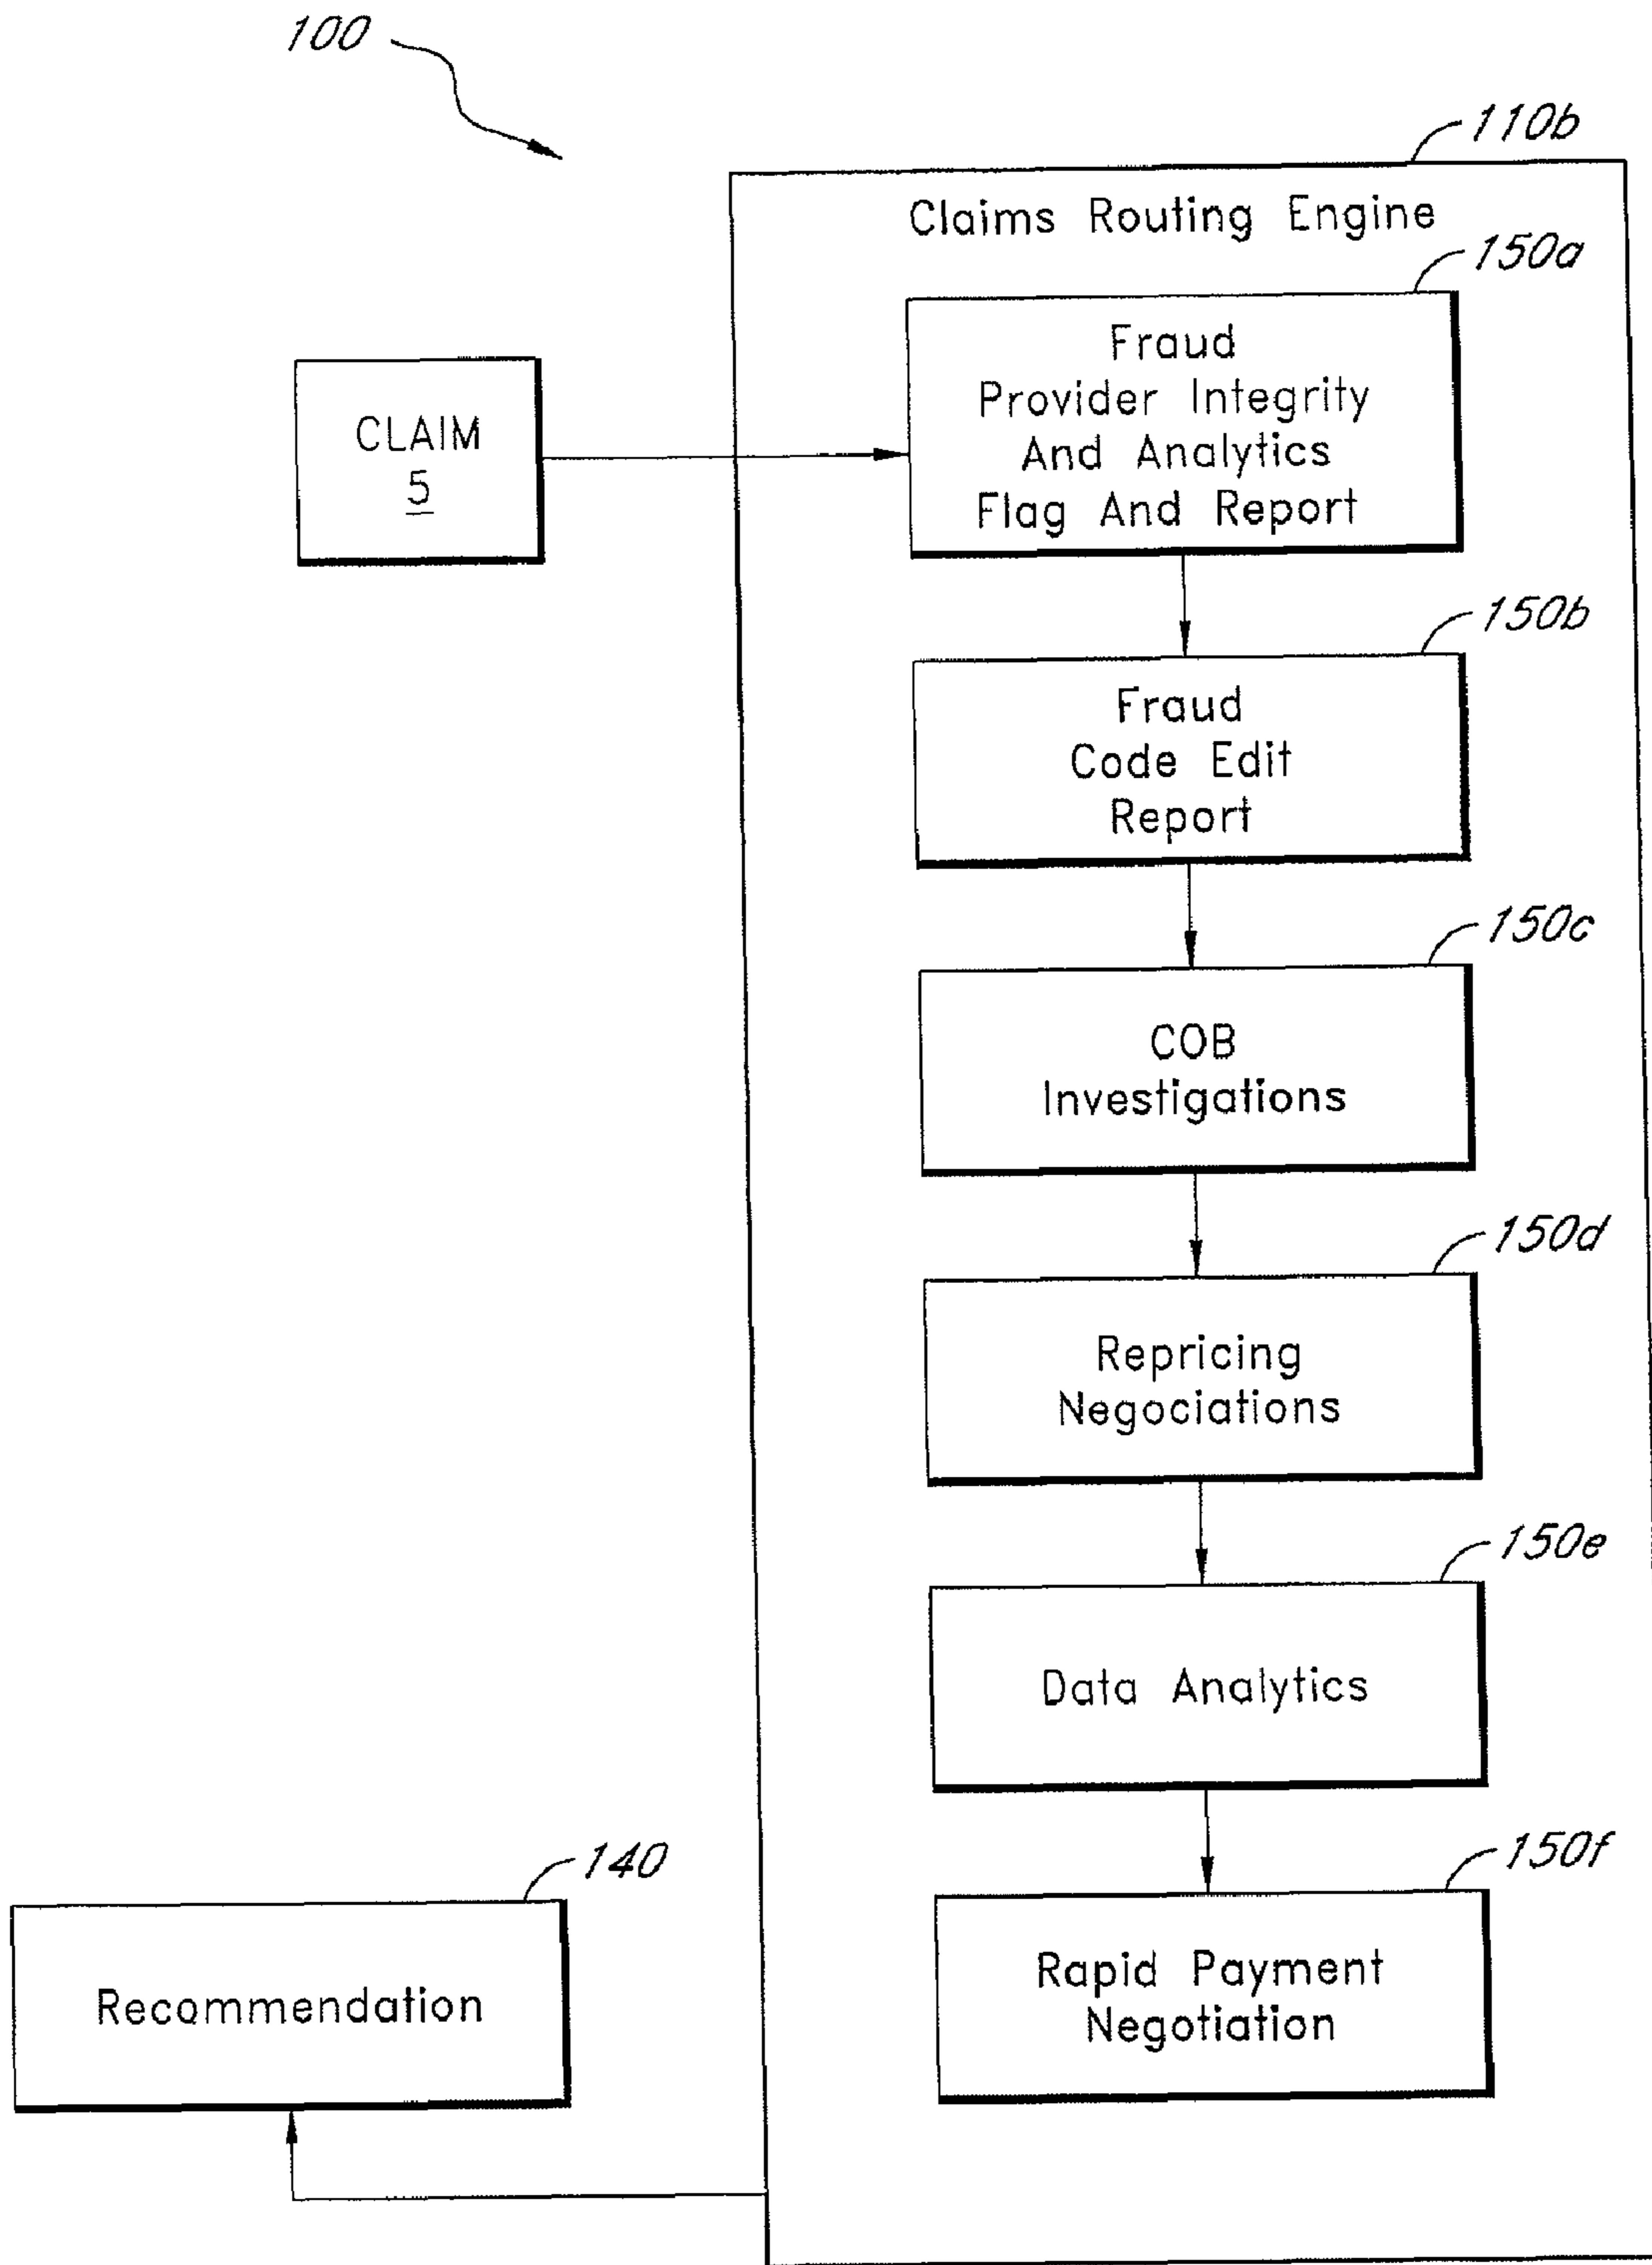 100
110b
Claims Routing Engine
150a
Fraud
Provider Integrity
And Analytics
Flag And Report
CLAIM
5
150b
Fraud
Code Edit
Report
150c
COB
Investigations
150d
Repricing
Negociations
150e
Data Analytics
150f
Rapid Payment
Negotiation
140
Recommendation